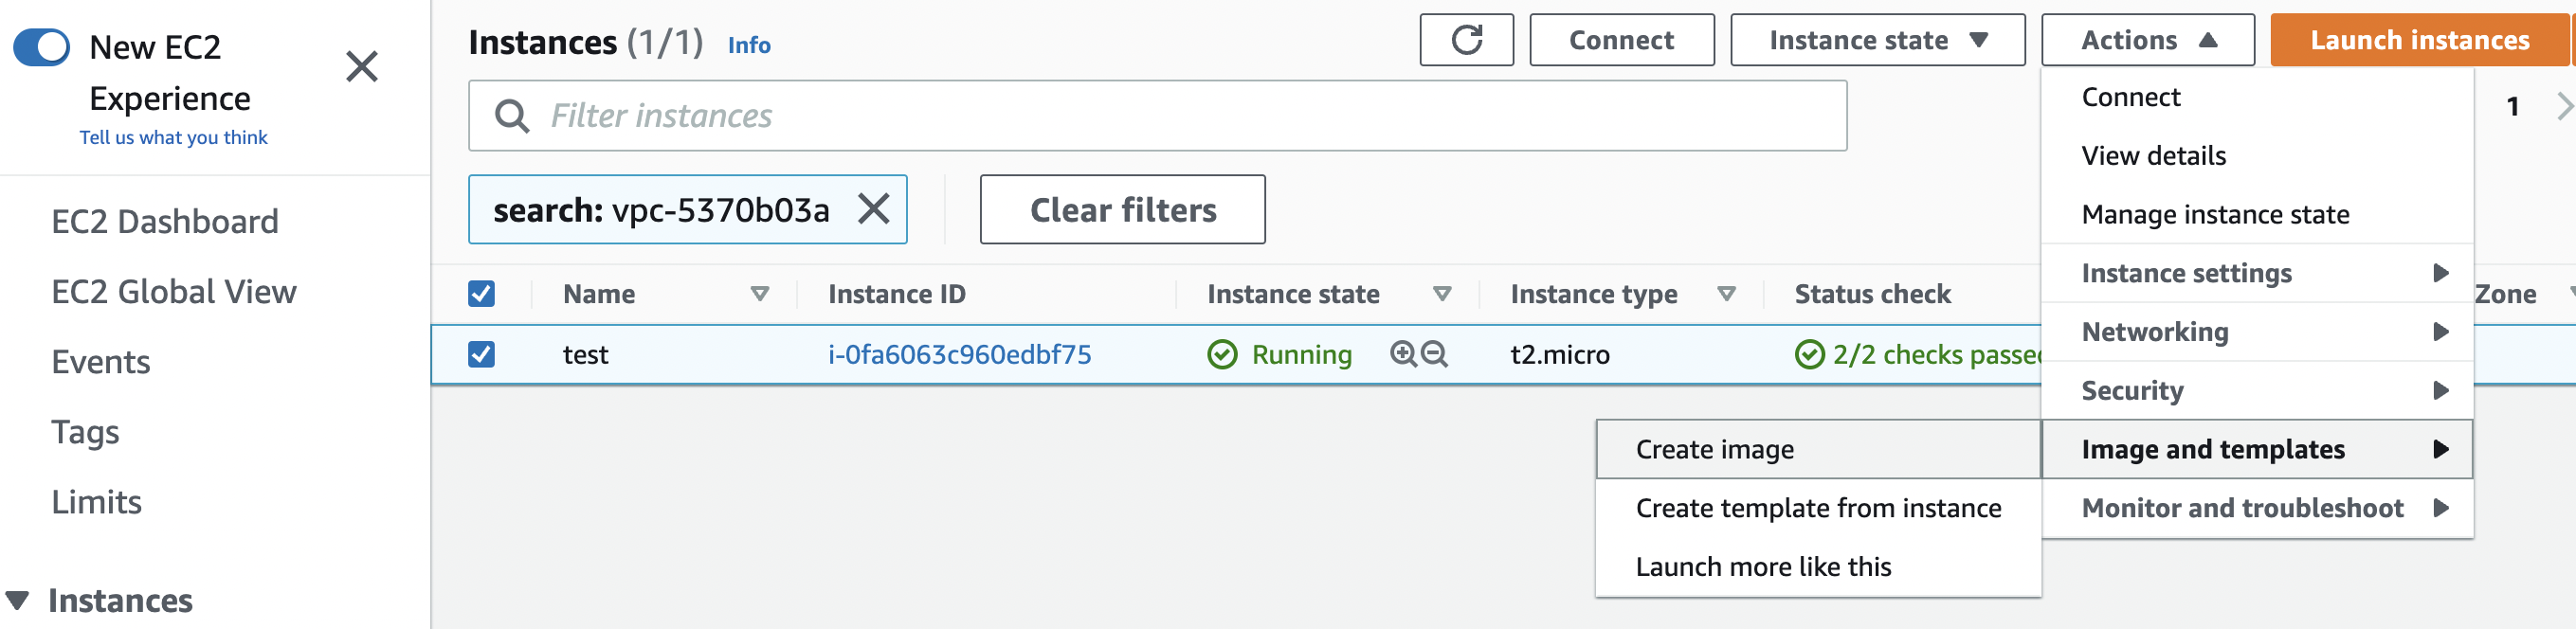 New EC2
Experience
Tell us what you think
EC2 Dashboard
EC2 Global View
Events
Tags
Limits
Instances
Instances (1/1) Info
Connect
Instance state
Actions
Launch instances
Filter instances
1
search: vpc-5370b03a
Clear filters
Name Instance ID Instance state Instance type Status check Zone
test i-0fa6063c960edbf75 Running t2.micro 2/2 checks passed
Connect
View details
Manage instance state
Instance settings
Networking
Security
Image and templates
Monitor and troubleshoot
Create image
Create template from instance
Launch more like this